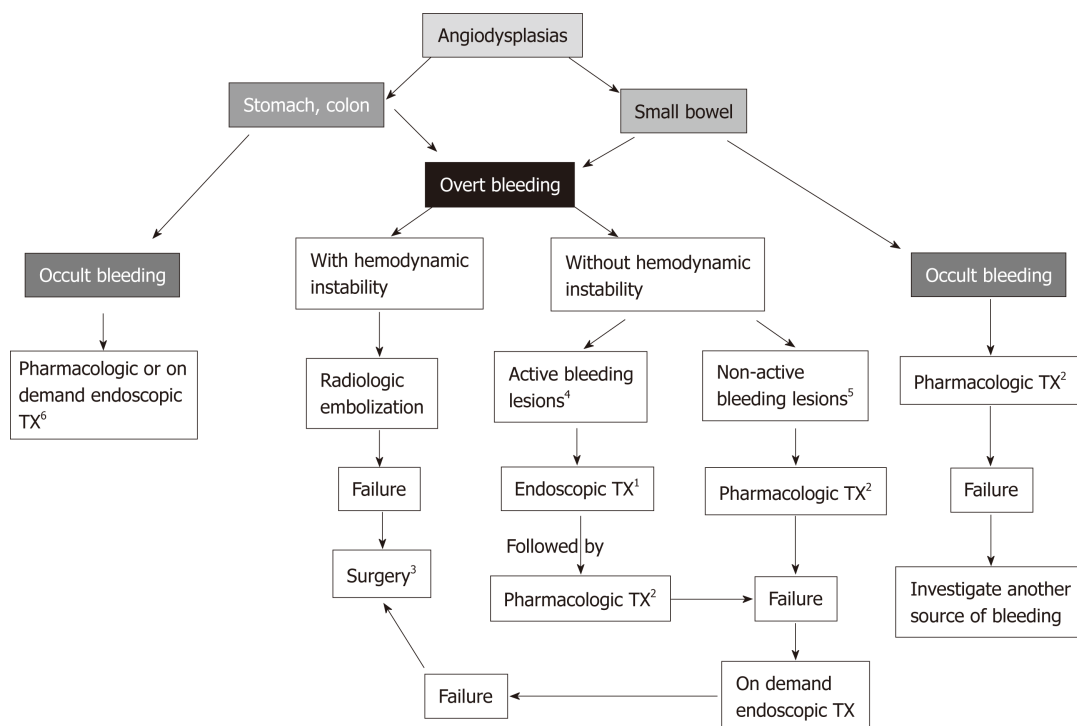 Angiodysplasias
Stomach, colon
Small bowel
Overt bleeding
Occult bleeding
With hemodynamic
instability
Without hemodynamic
instability
Occult bleeding
Pharmacologic or on
demand endoscopic
TX⁶
Radiologic
embolization
Active bleeding
lesions⁴
Non-active
bleeding lesions⁵
Pharmacologic TX²
Failure
Endoscopic TX¹
Pharmacologic TX²
Failure
Followed by
Surgery³
Pharmacologic TX²
Failure
Investigate another
source of bleeding
Failure
On demand
endoscopic TX